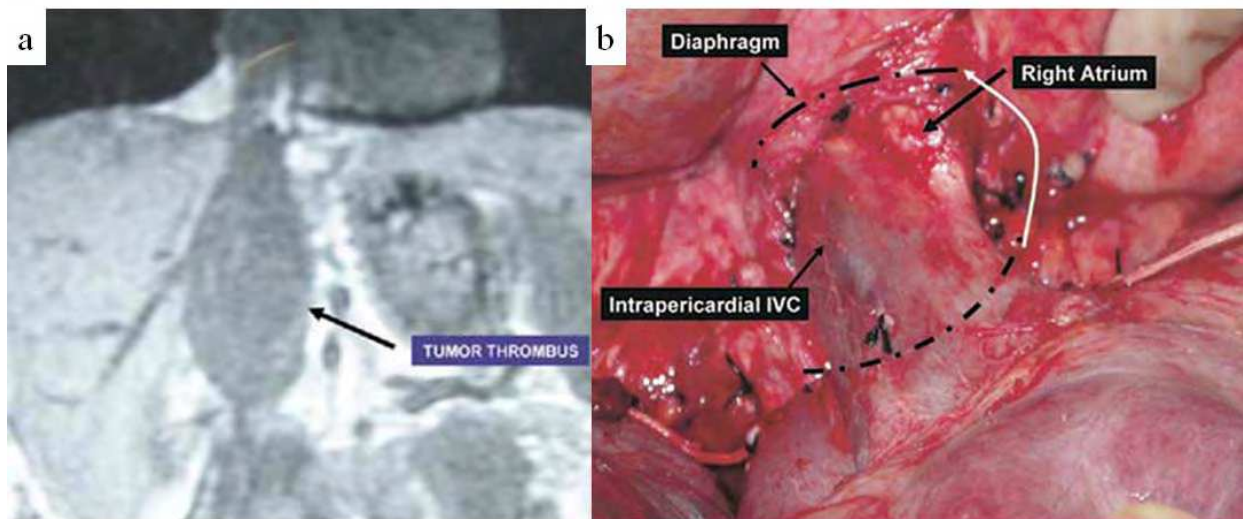 a
TUMOR THROMBUS
b
Diaphragm
Right Atrium
Intrapericardial IVC